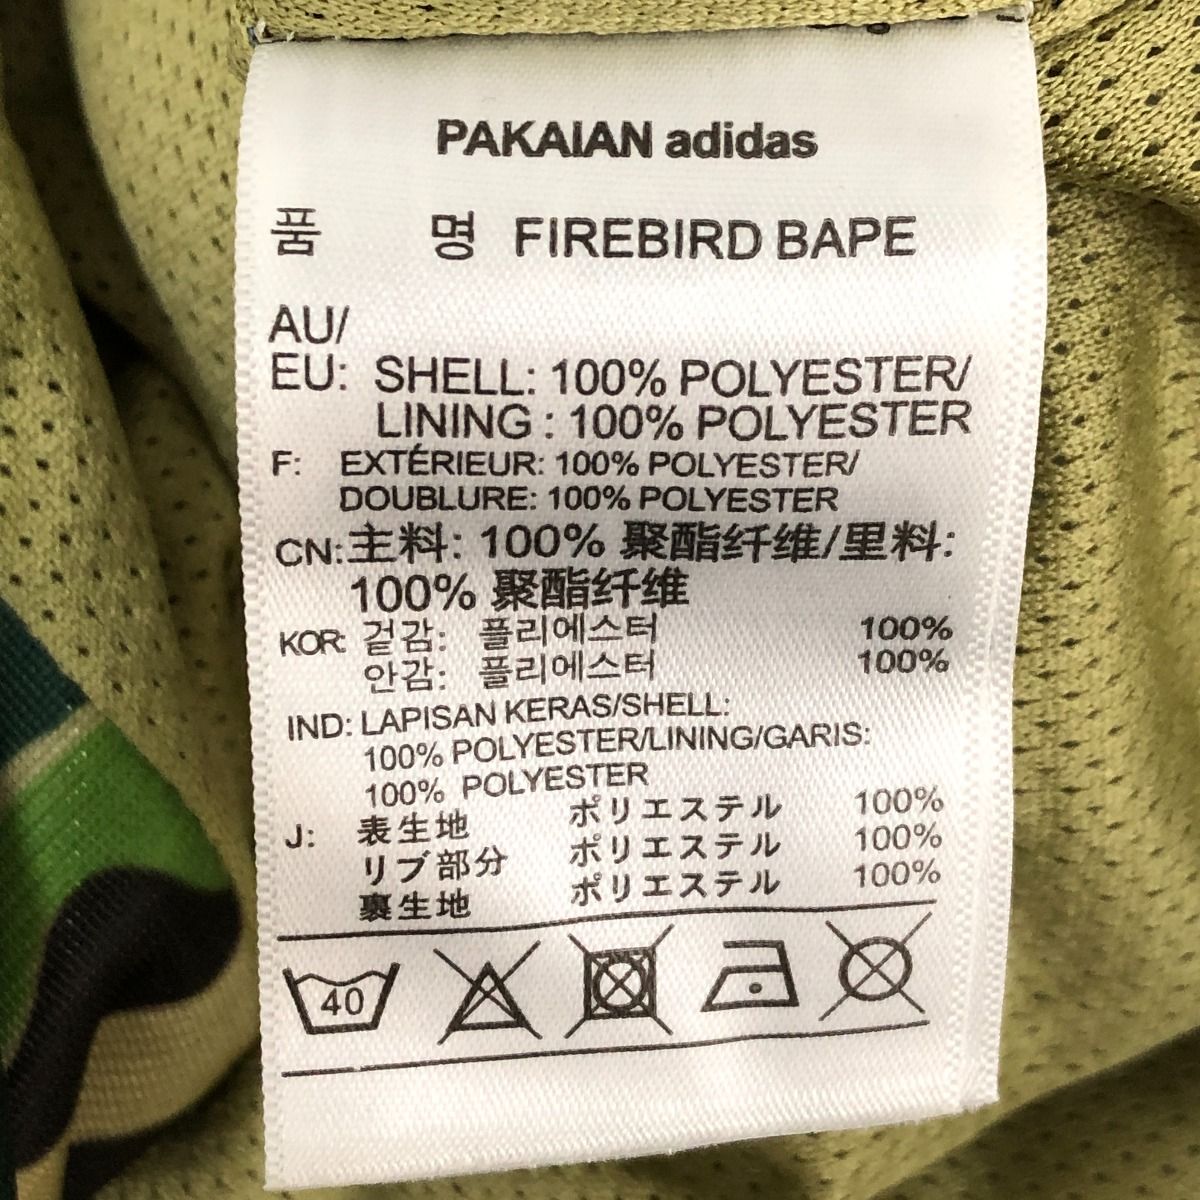 PAKAIAN adidas
품 명 FIREBIRD BAPE
AU/
EU: SHELL: 100% POLYESTER/
LINING : 100% POLYESTER
F: EXTÉRIEUR: 100% POLYESTER/
DOUBLURE: 100% POLYESTER
CN:主料: 100% 聚酯纤维/里料:
100% 聚酯纤维
KOR: 겉감: 폴리에스터 100%
안감: 폴리에스터 100%
IND: LAPISAN KERAS/SHELL:
100% POLYESTER/LINING/GARIS:
100% POLYESTER
J: 表生地 ポリエステル 100%
リブ部分 ポリエステル 100%
裏生地 ポリエステル 100%
40